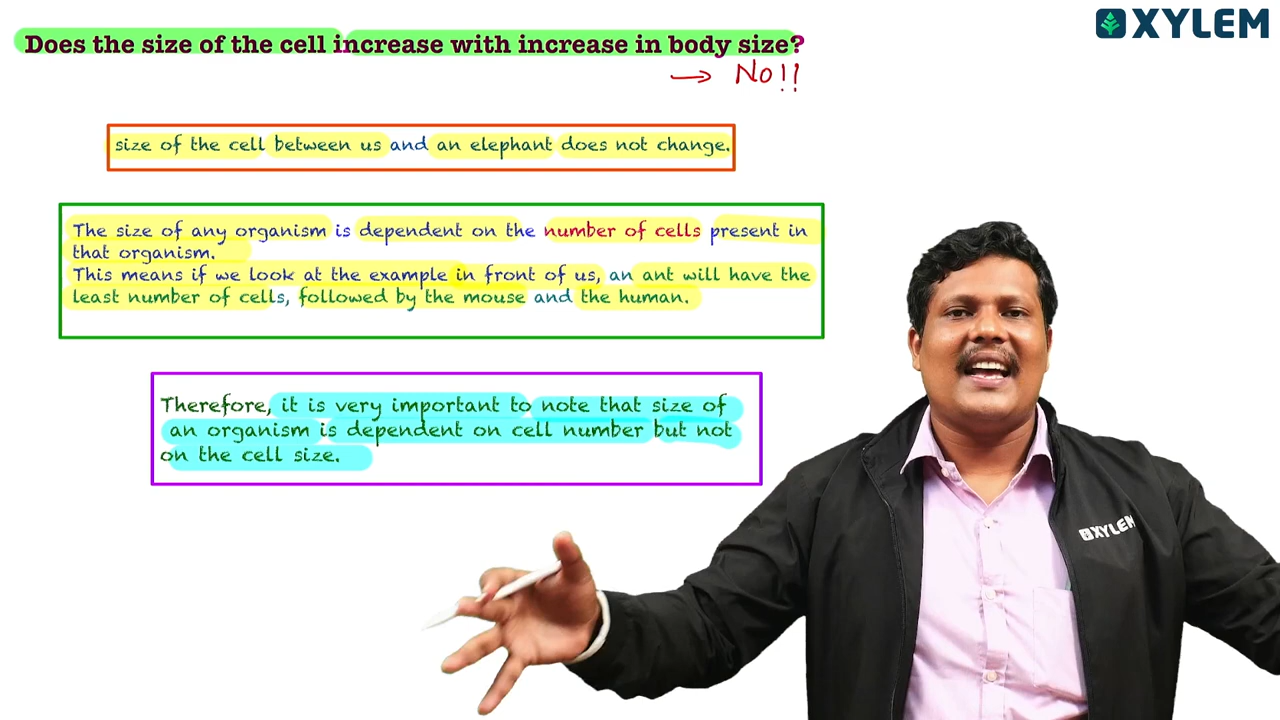 Does the size of the cell increase with increase in body size?
XYLEM
→ No!!
size of the cell between us and an elephant does not change.
The size of any organism is dependent on the number of cells present in
that organism.
This means if we look at the example in front of us, an ant will have the
least number of cells, followed by the mouse and the human.
Therefore, it is very important to note that size of
an organism is dependent on cell number but not
on the cell size.
XYLEM